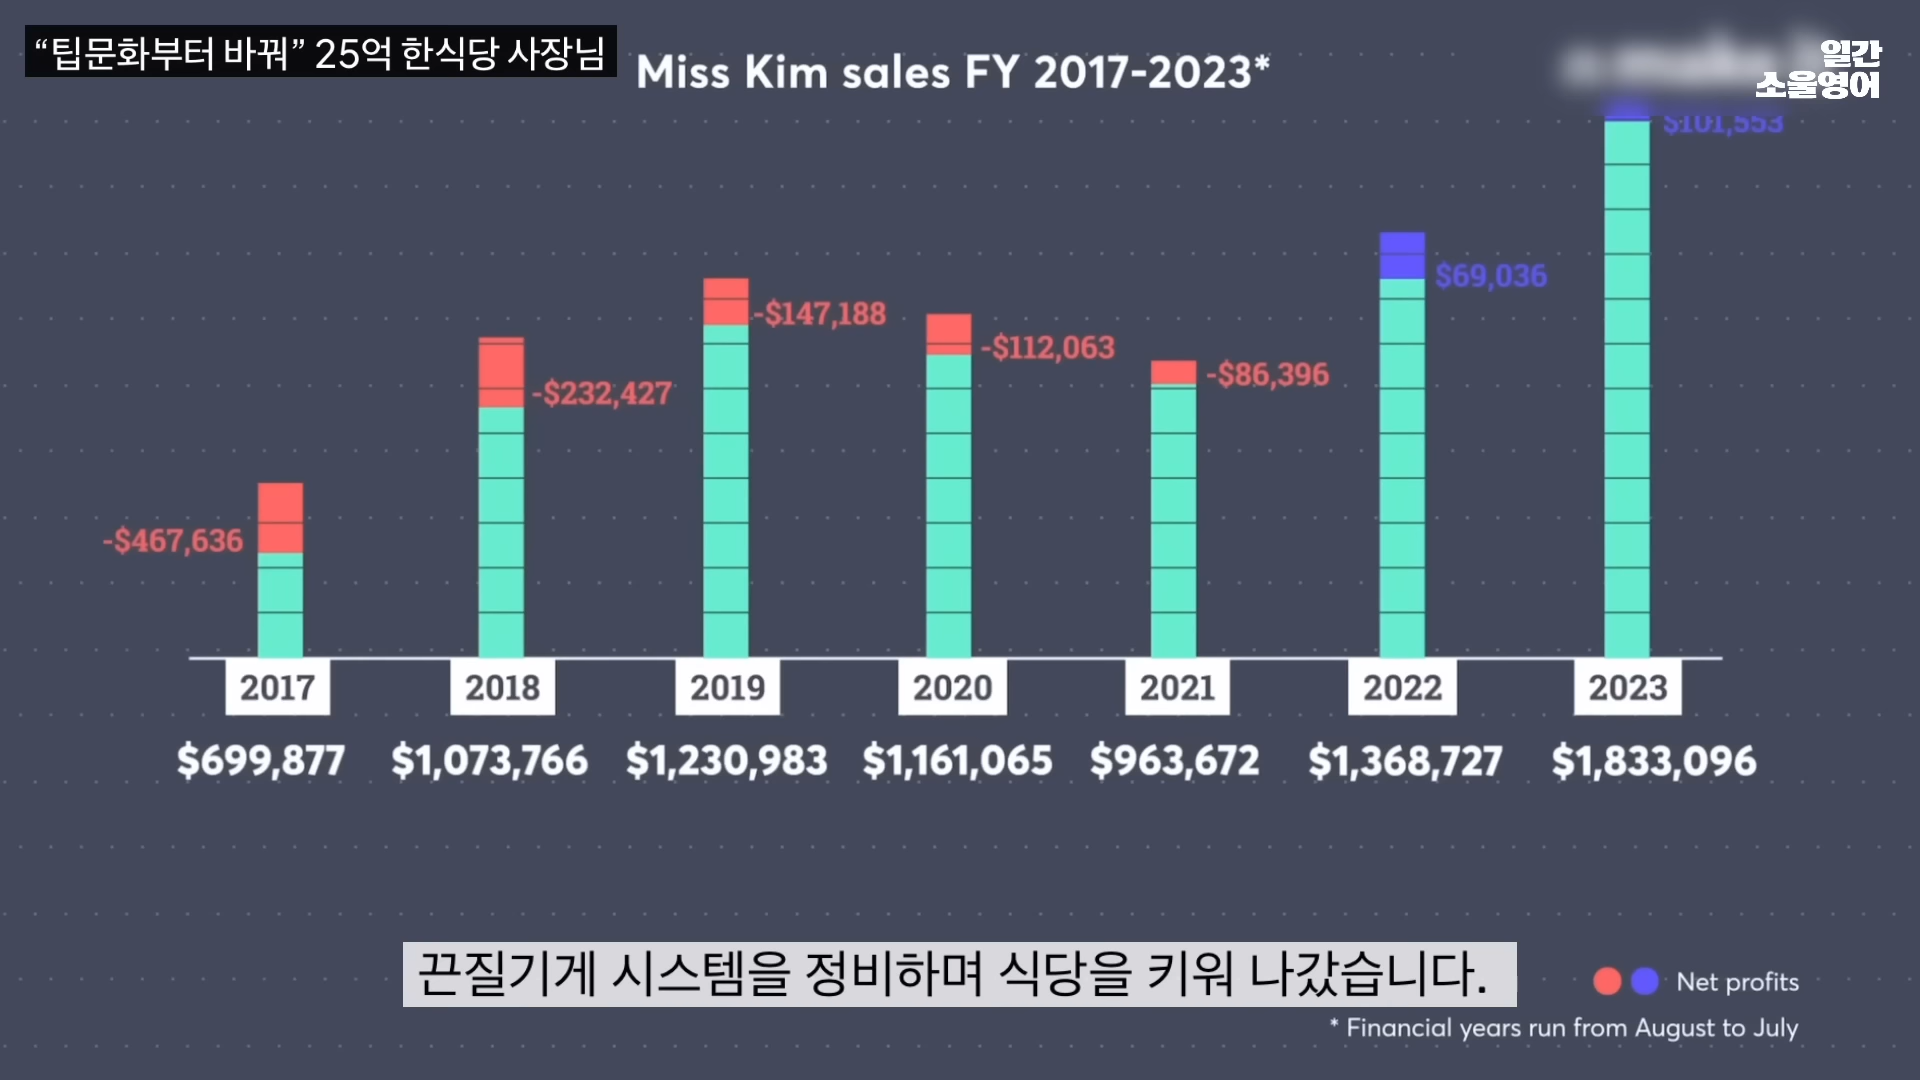 “팁문화부터 바꿔” 25억 한식당 사장님
Miss Kim sales FY 2017-2023*
일간
소울영어
$101,553
$69,036
-$147,188
-$112,063
-$86,396
-$232,427
-$467,636
2017 2018 2019 2020 2021 2022 2023
$699,877 $1,073,766 $1,230,983 $1,161,065 $963,672 $1,368,727 $1,833,096
끈질기게 시스템을 정비하며 식당을 키워 나갔습니다.
Net profits
* Financial years run from August to July